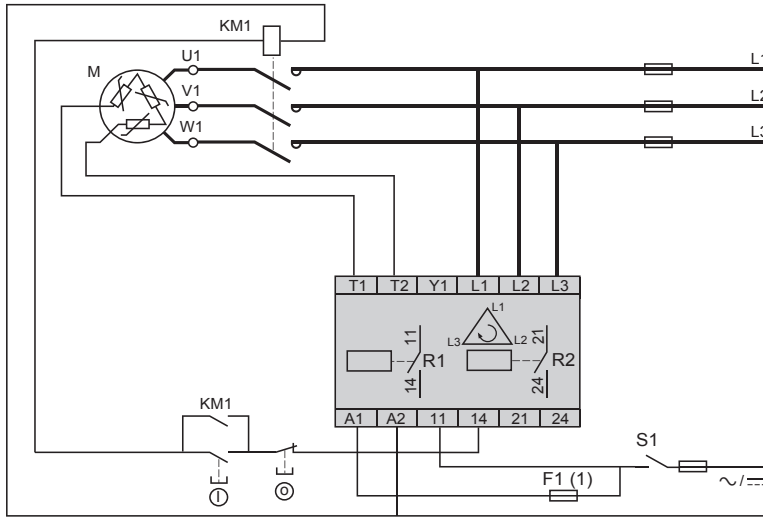 KM1
L1
U1
M
V1
L2
W1
L3
T1 T2 Y1 L1 L2 L3
L1
L3 L2
11
R1
14
21
R2
24
A1 A2 11 14 21 24
KM1
S1
F1 (1)
I
O
~/